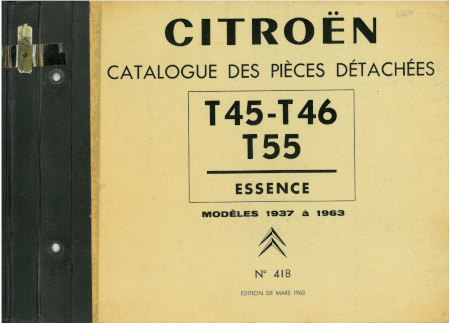 CITROËN
CATALOGUE DES PIÈCES DÉTACHÉES
T45-T46
T55
ESSENCE
MODÈLES 1937 à 1963
N° 418
EDITION DE MARS 1963